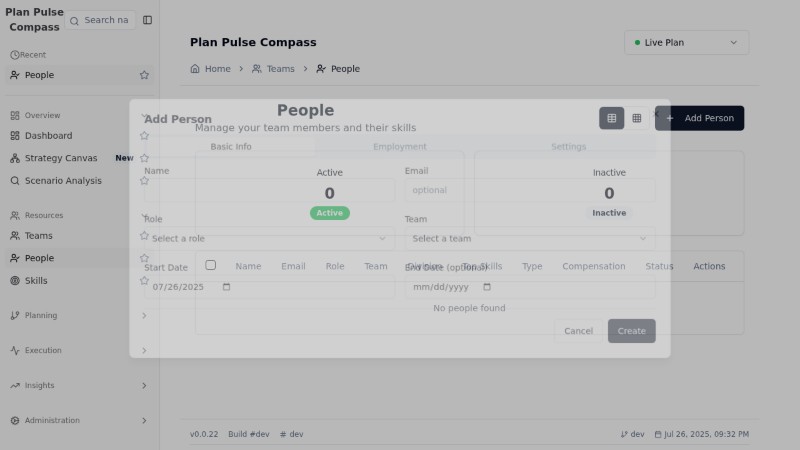 Plan Pulse
Compass
Search na
Recent
People
Overview
Dashboard
Strategy Canvas New
Scenario Analysis
Resources
Teams
People
Skills
Planning
Execution
Insights
Administration
Plan Pulse Compass
Live Plan
Home > Teams > People
People
Manage your team members and their skills
Add Person
Active
0
Active
Inactive
0
Inactive
Name Email Role Team Division Top Skills Type Compensation Status Actions
No people found
Add Person
Basic Info Employment Settings
Name
Email
optional
Role
Select a role
Team
Select a team
Start Date
07/26/2025
End Date (optional)
mm/dd/yyyy
Cancel Create
v0.0.22 Build #dev # dev
dev Jul 26, 2025, 09:32 PM